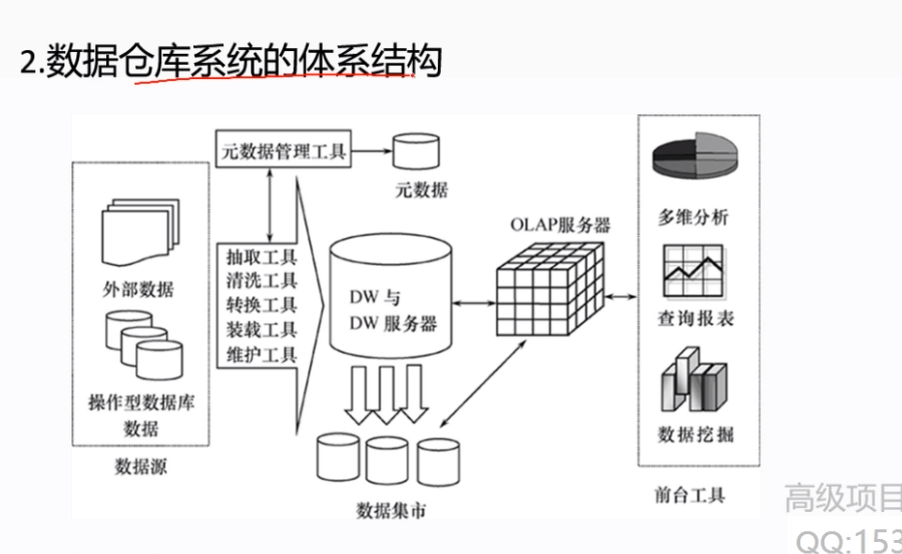 2.数据仓库系统的体系结构
元数据管理工具
元数据
抽取工具
清洗工具
转换工具
装载工具
维护工具
外部数据
操作型数据库
数据
数据源
DW 与
DW 服务器
数据集市
OLAP服务器
多维分析
查询报表
数据挖掘
前台工具
高级项目
QQ:153